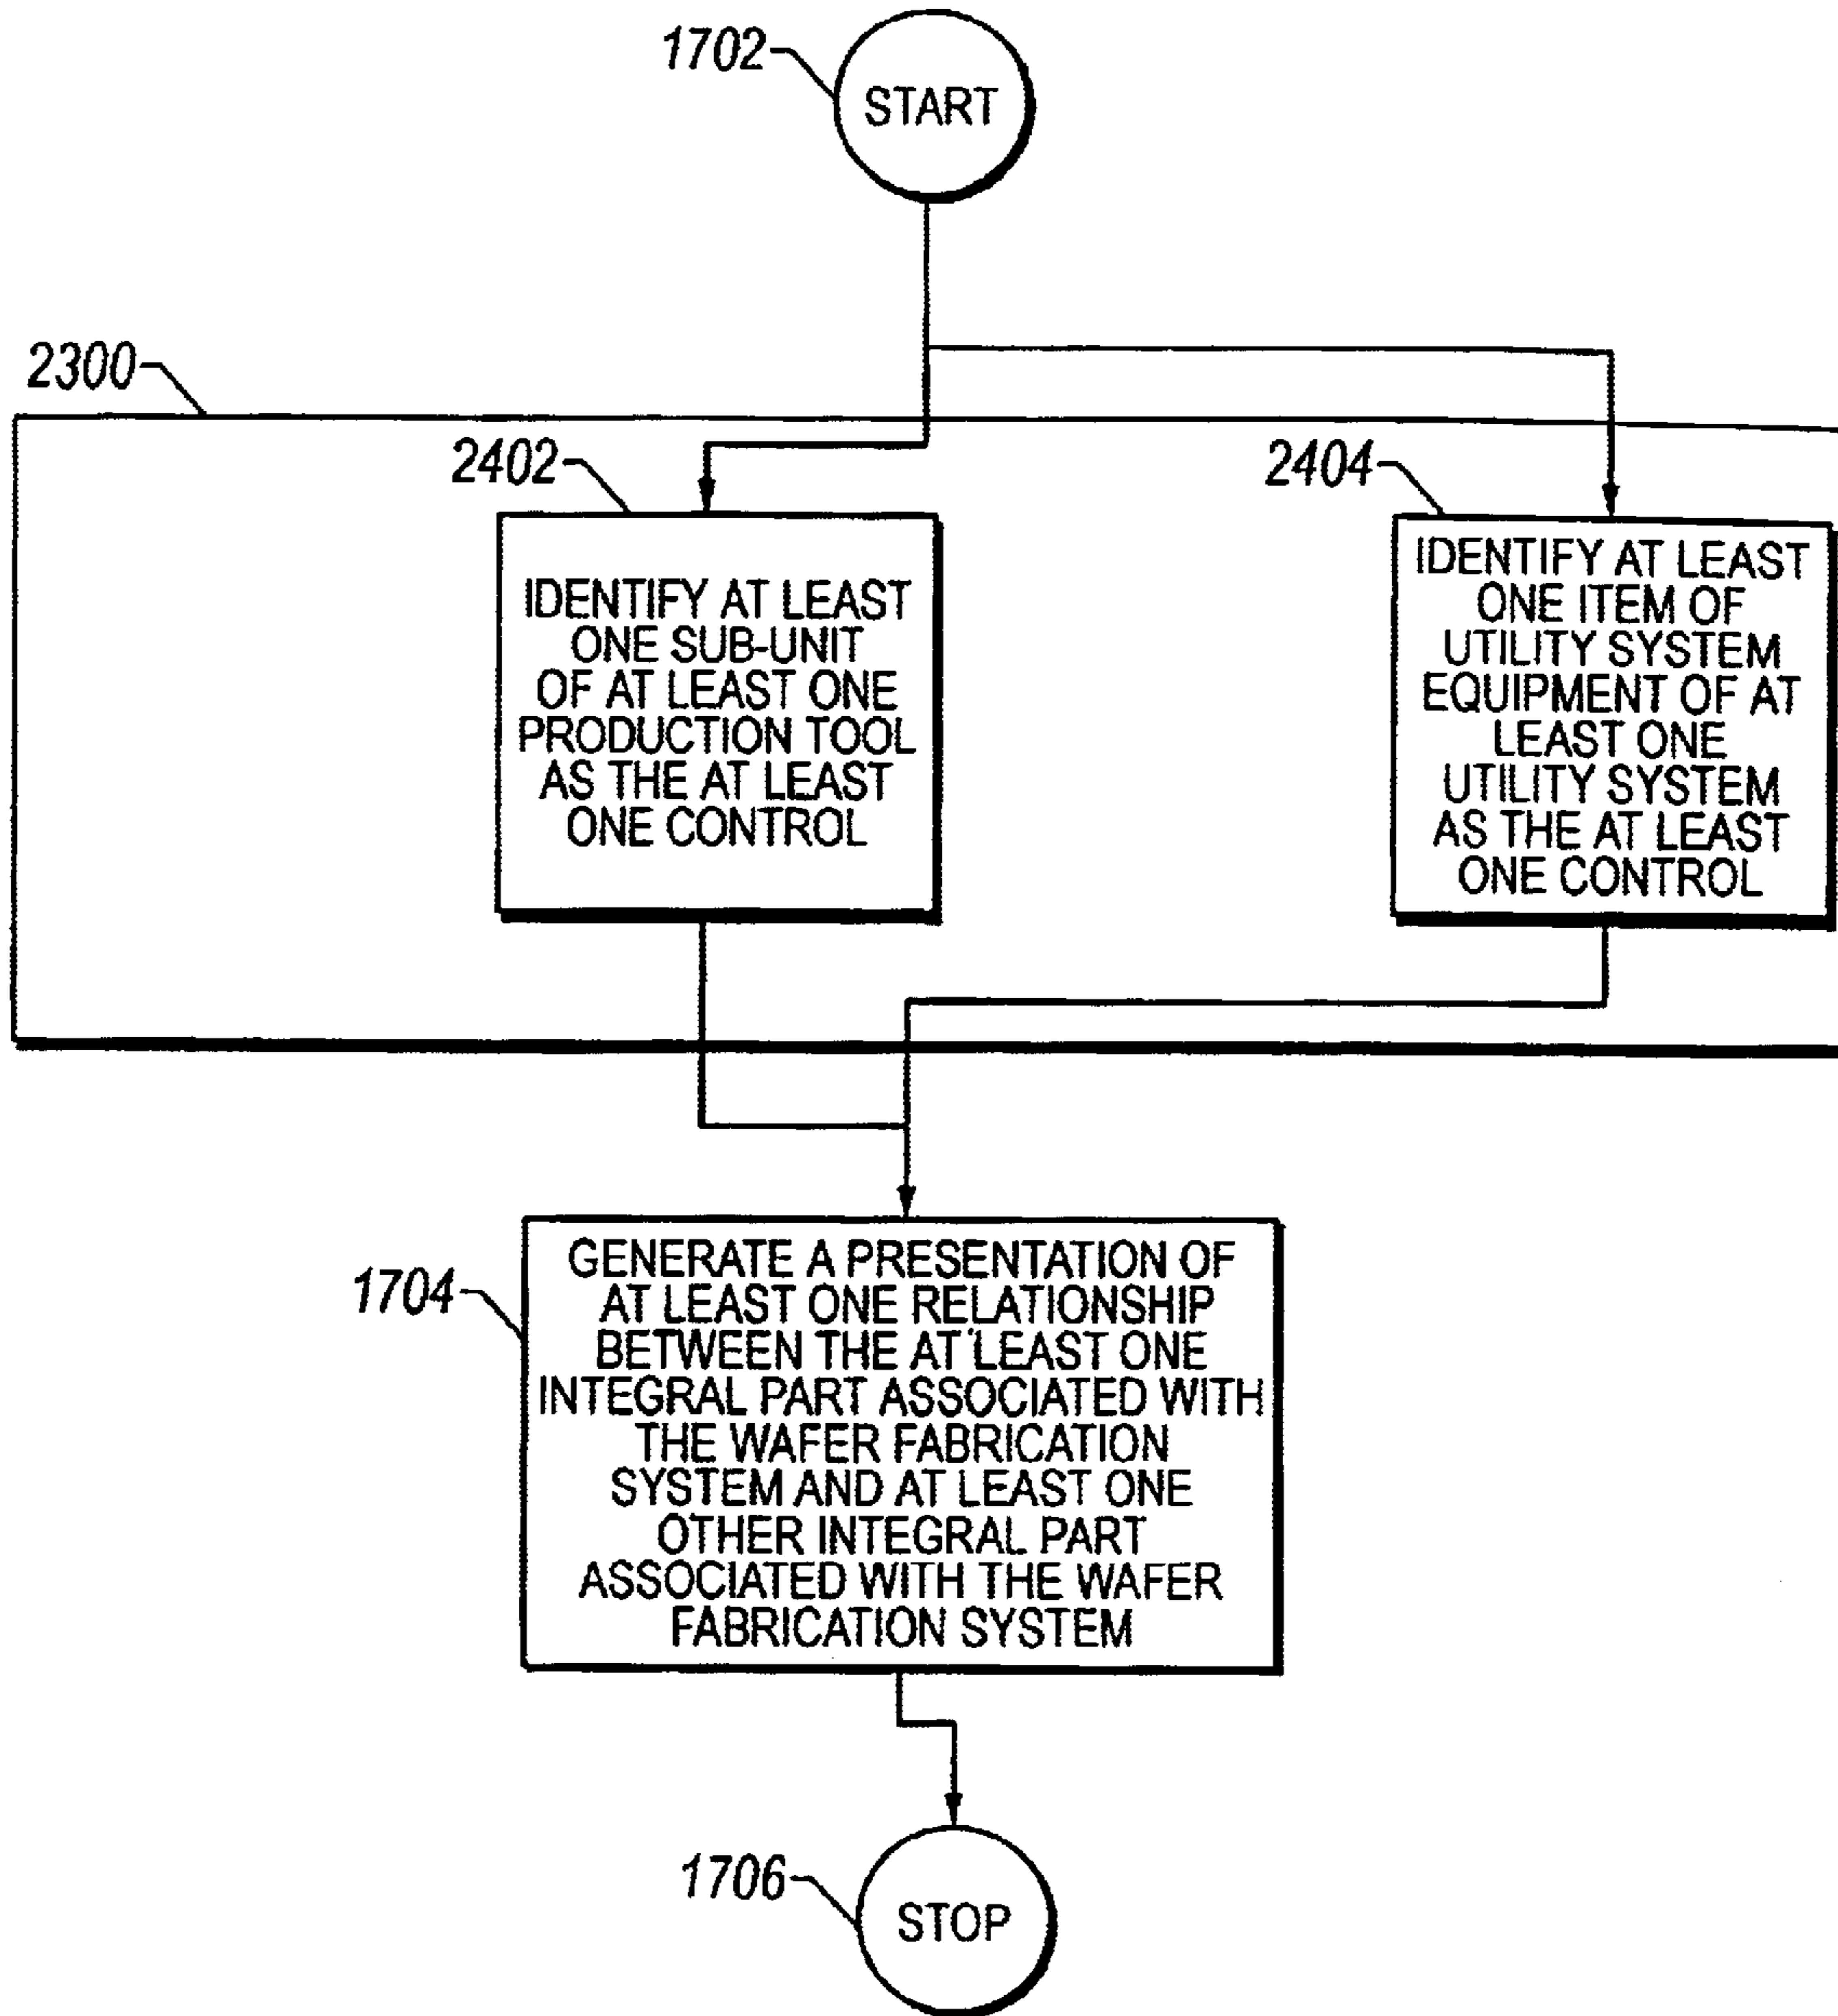 1702
START
2300
2402
2404
IDENTIFY AT LEAST
ONE SUB-UNIT
OF AT LEAST ONE
PRODUCTION TOOL
AS THE AT LEAST
ONE CONTROL
IDENTIFY AT LEAST
ONE ITEM OF
UTILITY SYSTEM
EQUIPMENT OF AT
LEAST ONE
UTILITY SYSTEM
AS THE AT LEAST
ONE CONTROL
1704
GENERATE A PRESENTATION OF
AT LEAST ONE RELATIONSHIP
BETWEEN THE AT LEAST ONE
INTEGRAL PART ASSOCIATED WITH
THE WAFER FABRICATION
SYSTEM AND AT LEAST ONE
OTHER INTEGRAL PART
ASSOCIATED WITH THE WAFER
FABRICATION SYSTEM
1706
STOP